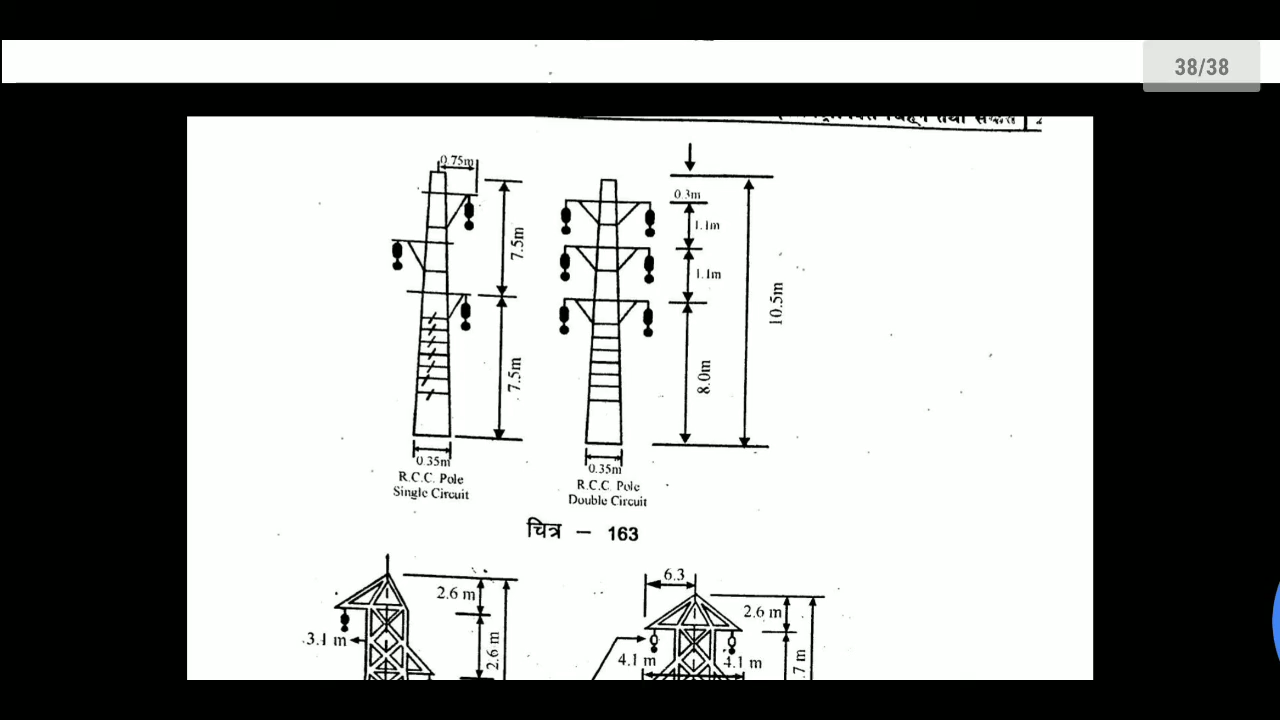 38/38
तथा
0.75m
7.5m
7.5m
0.35m
R.C.C. Pole
Single Circuit
0.3m
1.1m
1.1m
8.0m
10.5m
0.35m
R.C.C. Pole
Double Circuit
चित्र – 163
2.6 m
3.1 m
2.6 m
6.3
2.6 m
4.1 m
4.1 m
.7 m